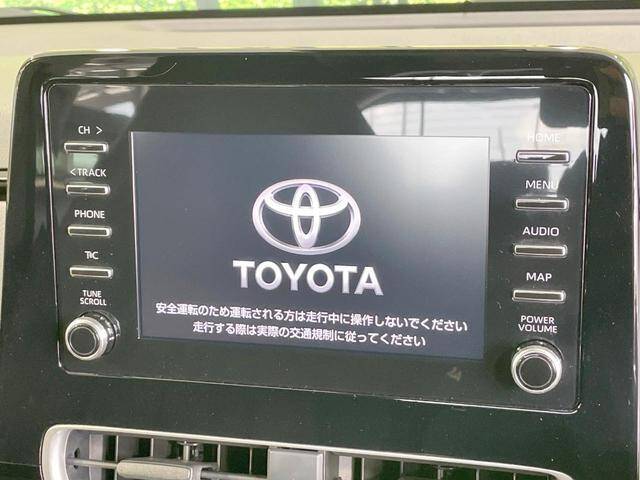 CH >
< TRACK
PHONE
T/C
TUNE
SCROLL
TOYOTA
安全運転のため運転される方は走行中に操作しないでください
走行する際は実際の交通規制に従ってください
HOME
MENU
AUDIO
MAP
POWER
VOLUME